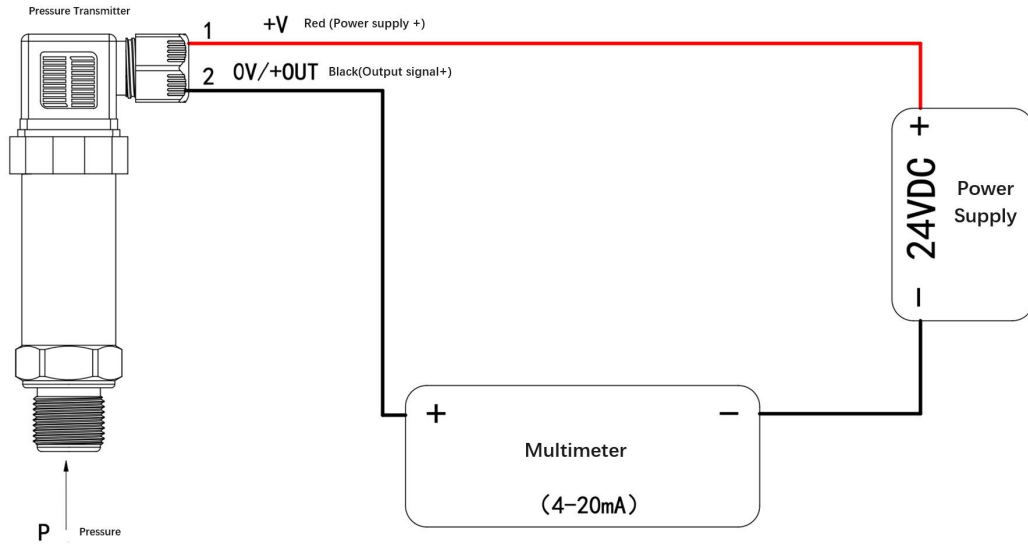 Pressure Transmitter
1
+V
Red (Power supply +)
2
0V/+OUT
Black(Output signal+)
+
24VDC
−
Power
Supply
+
−
Multimeter
(4-20mA)
P
Pressure